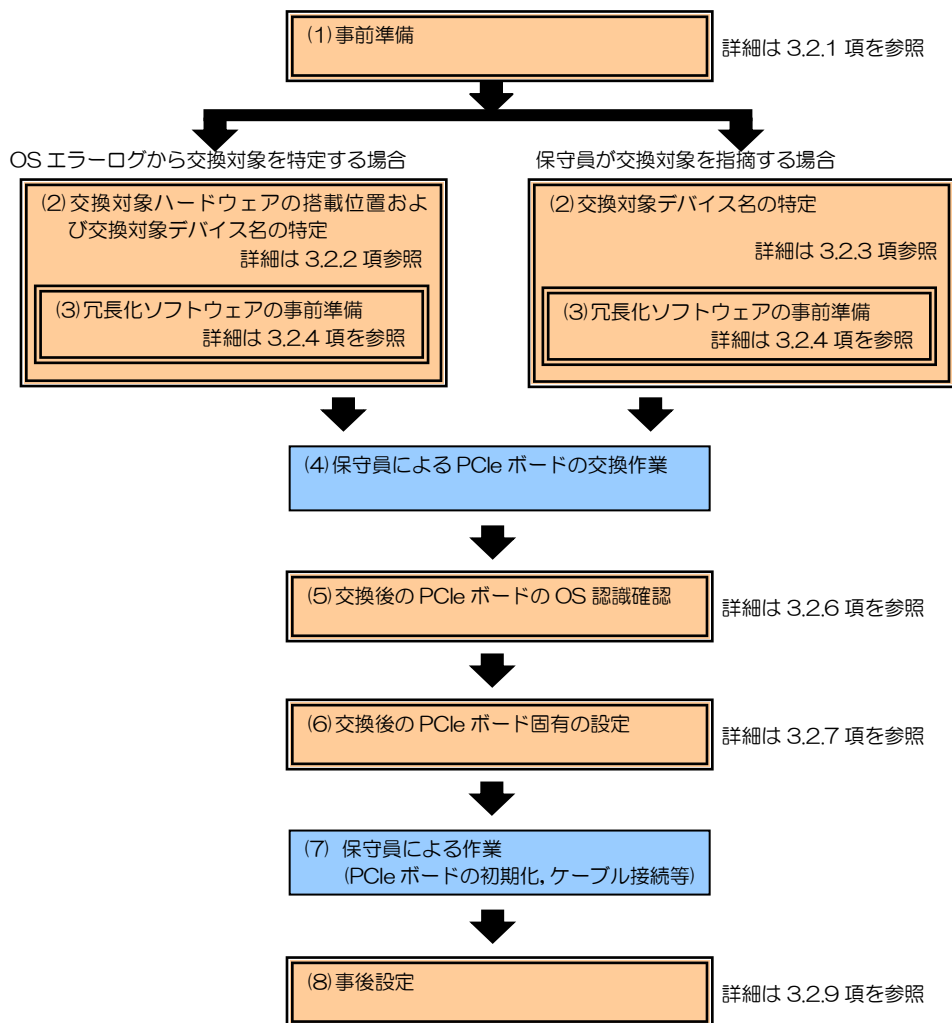 (1)事前準備
詳細は 3.2.1 項を参照
OS エラーログから交換対象を特定する場合
(2)交換対象ハードウェアの搭載位置およ
び交換対象デバイス名の特定
詳細は 3.2.2 項参照
(3)冗長化ソフトウェアの事前準備
詳細は 3.2.4 項を参照
保守員が交換対象を指摘する場合
(2)交換対象デバイス名の特定
詳細は 3.2.3 項参照
(3)冗長化ソフトウェアの事前準備
詳細は 3.2.4 項を参照
(4)保守員による PCIe ボードの交換作業
(5)交換後の PCIe ボードの OS 認識確認
詳細は 3.2.6 項を参照
(6)交換後の PCIe ボード固有の設定
詳細は 3.2.7 項を参照
(7) 保守員による作業
(PCIe ボードの初期化,ケーブル接続等)
(8)事後設定
詳細は 3.2.9 項を参照